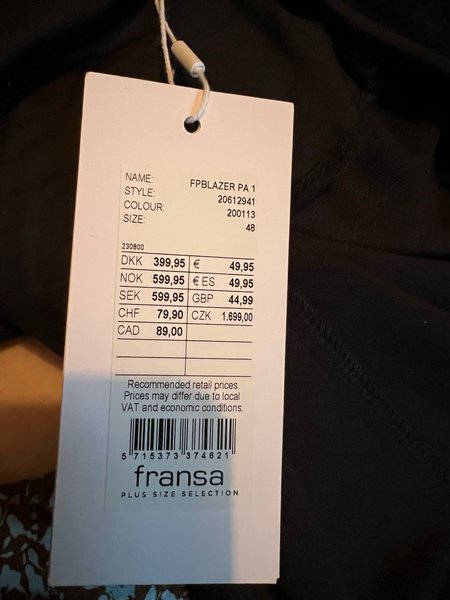 NAME: FPBLAZER PA 1
STYLE: 20612941
COLOUR: 200113
SIZE: 48
230800
DKK 399,95 € 49,95
NOK 599,95 € ES 49,95
SEK 599,95 GBP 44,99
CHF 79,90 CZK 1.699,00
CAD 89,00
Recommended retail prices.
Prices may differ due to local
VAT and economic conditions.
5 715373 374621
fransa
PLUS SIZE SELECTION